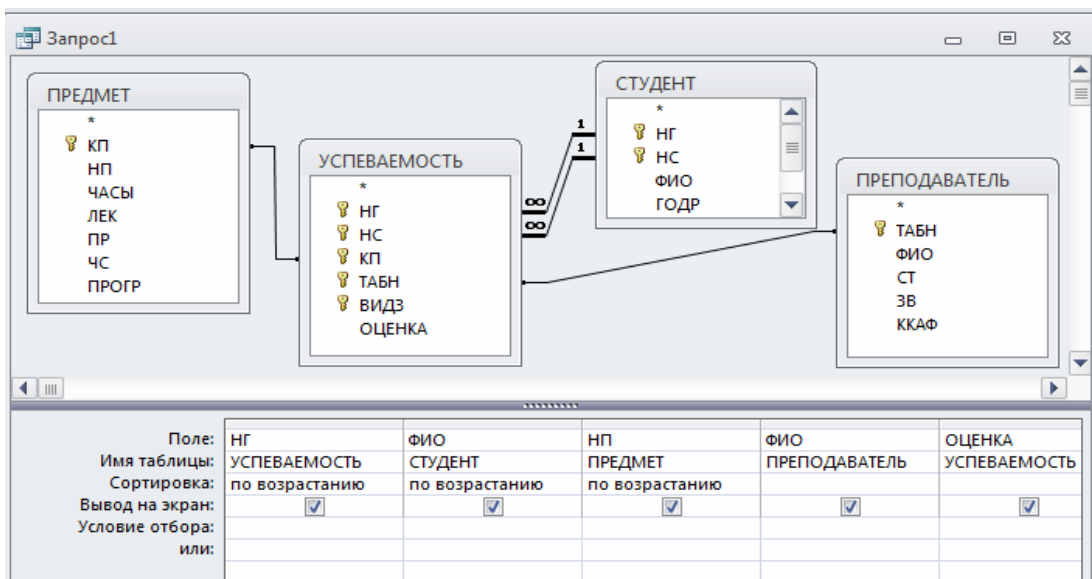 Запрос1
ПРЕДМЕТ
*
КП
НП
ЧАСЫ
ЛЕК
ПР
ЧС
ПРОГР
УСПЕВАЕМОСТЬ
*
НГ
НС
КП
ТАБН
ВИДЗ
ОЦЕНКА
1
1
∞
∞
СТУДЕНТ
*
НГ
НС
ФИО
ГОДР
ПРЕПОДАВАТЕЛЬ
*
ТАБН
ФИО
СТ
ЗВ
ККАФ
Поле: НГ ФИО НП ФИО ОЦЕНКА
Имя таблицы: УСПЕВАЕМОСТЬ СТУДЕНТ ПРЕДМЕТ ПРЕПОДАВАТЕЛЬ УСПЕВАЕМОСТЬ
Сортировка: по возрастанию по возрастанию по возрастанию
Вывод на экран:
Условие отбора:
или: